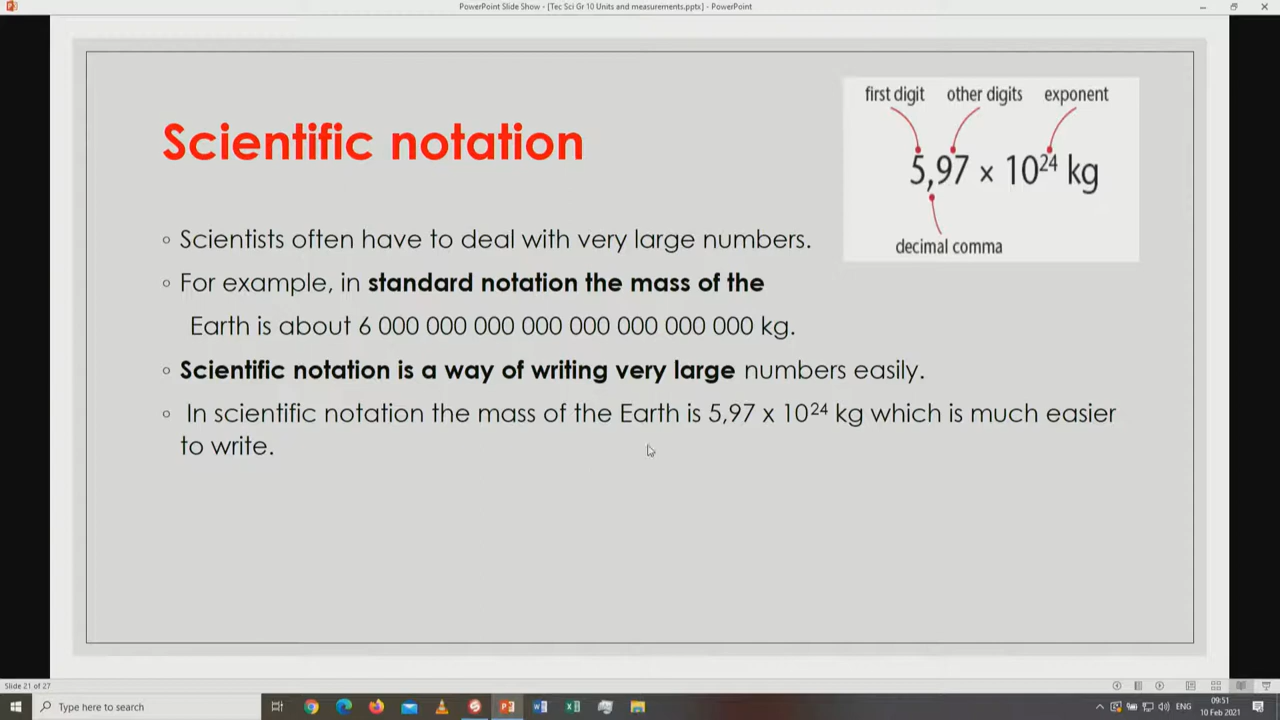 PowerPoint Slide Show - [Tec Sci Gr 10 Units and measurements.pptx] - PowerPoint
first digit other digits exponent
Scientific notation
5,97 × 10²⁴ kg
decimal comma
◦ Scientists often have to deal with very large numbers.
◦ For example, in standard notation the mass of the
Earth is about 6 000 000 000 000 000 000 000 000 kg.
◦ Scientific notation is a way of writing very large numbers easily.
◦ In scientific notation the mass of the Earth is 5,97 x 10²⁴ kg which is much easier
to write.
Slide 21 of 27
Type here to search
ENG
09:51
10 Feb 2021